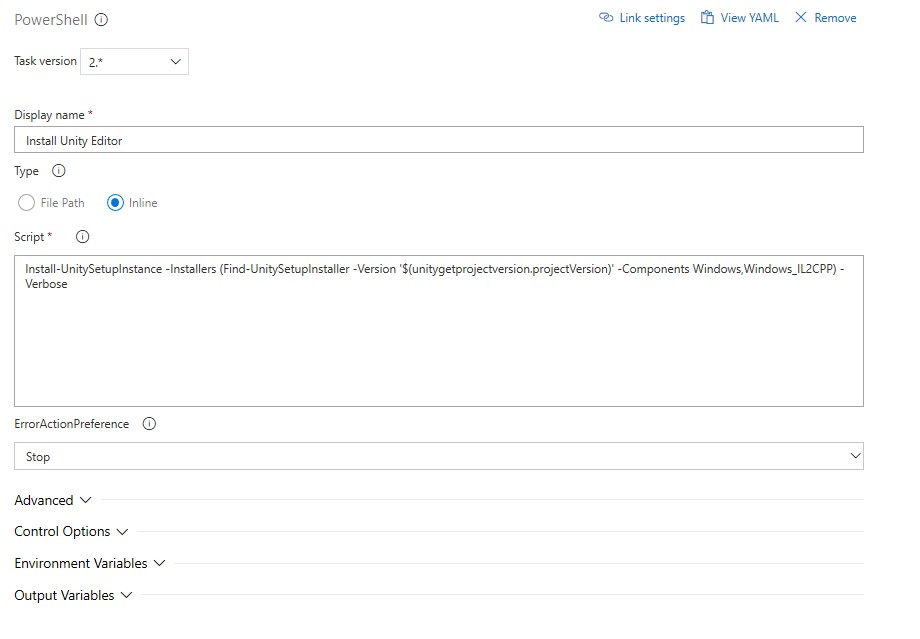 PowerShell
Link settings
View YAML
Remove
Task version 2.*
Display name *
Install Unity Editor
Type
File Path
Inline
Script *
Install-UnitySetupInstance -Installers (Find-UnitySetupInstaller -Version '$(unitygetprojectversion.projectVersion)' -Components Windows,Windows_IL2CPP) -
Verbose
ErrorActionPreference
Stop
Advanced
Control Options
Environment Variables
Output Variables